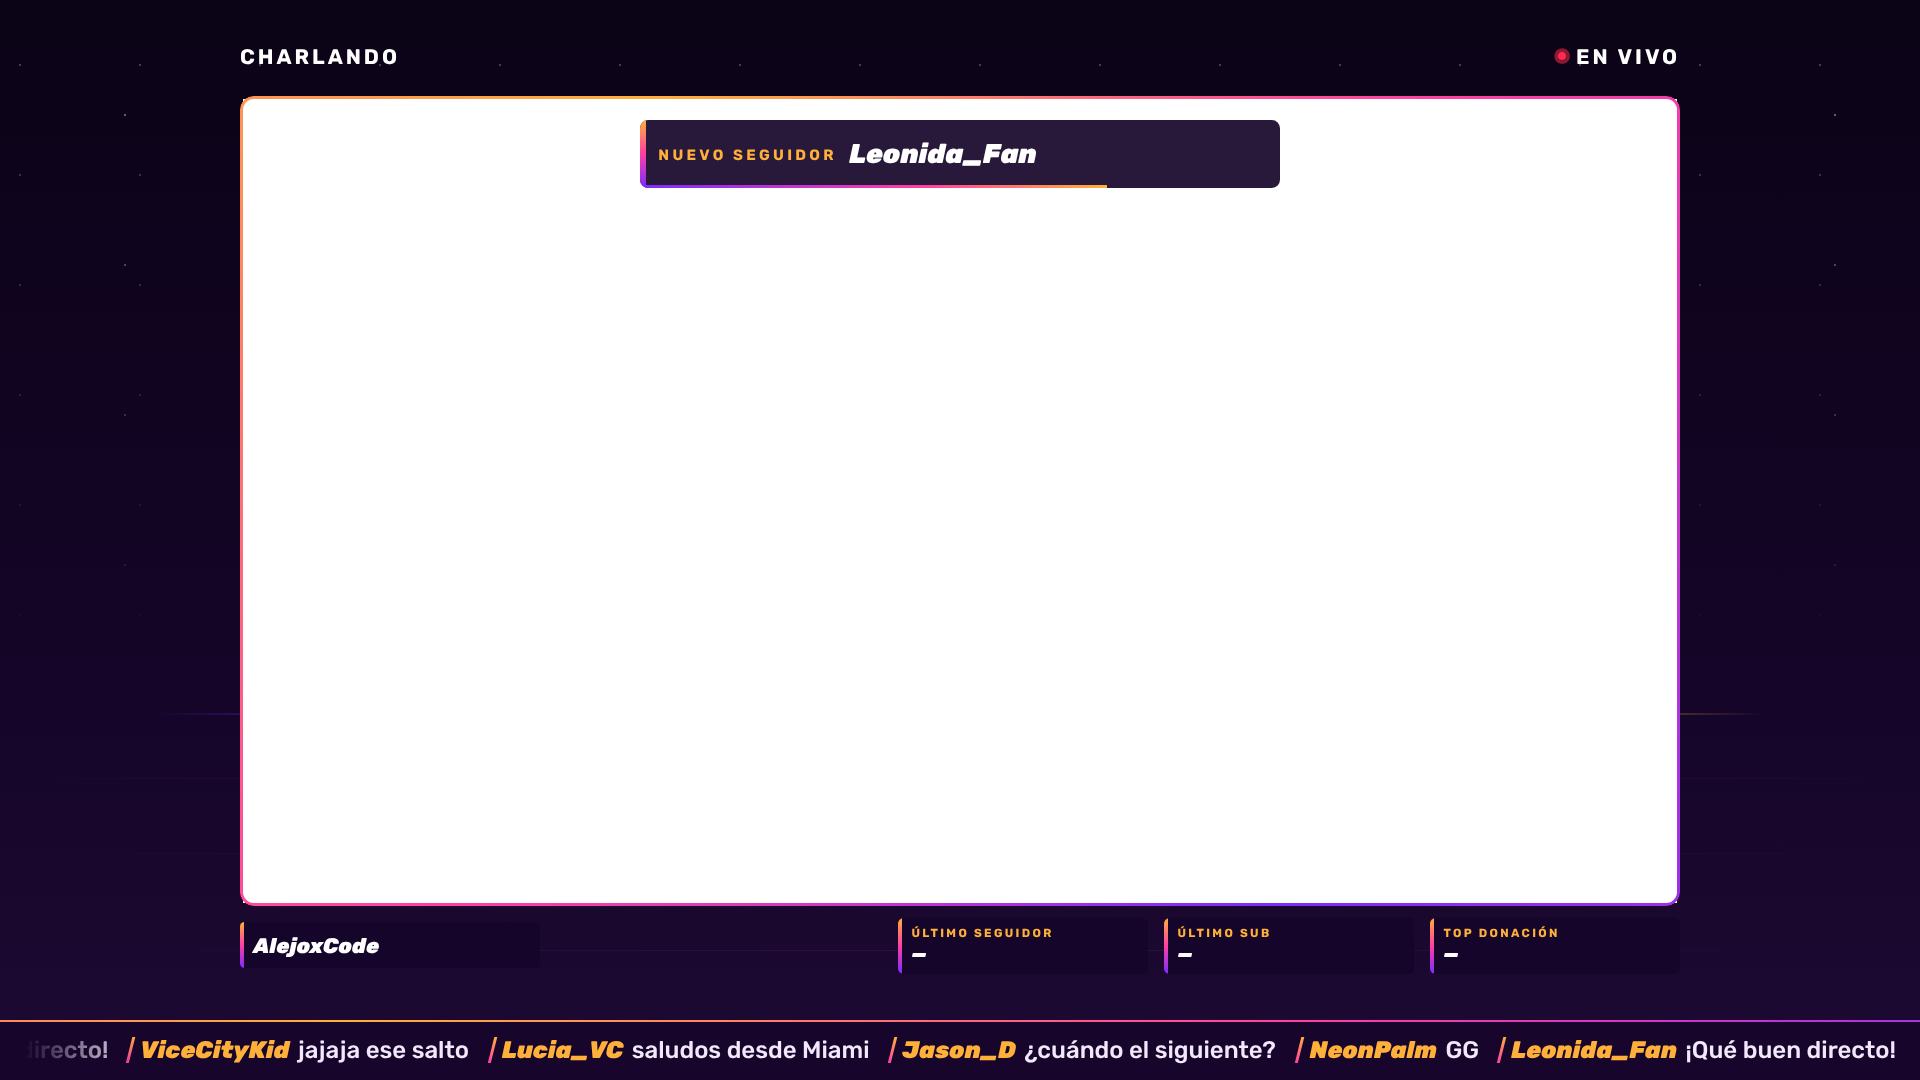 CHARLANDO
EN VIVO
NUEVO SEGUIDOR Leonida_Fan
AlejoxCode
ÚLTIMO SEGUIDOR
–
ÚLTIMO SUB
–
TOP DONACIÓN
–
directo! / ViceCityKid jajaja ese salto / Lucia_VC saludos desde Miami / Jason_D ¿cuándo el siguiente? / NeonPalm GG / Leonida_Fan ¡Qué buen directo!